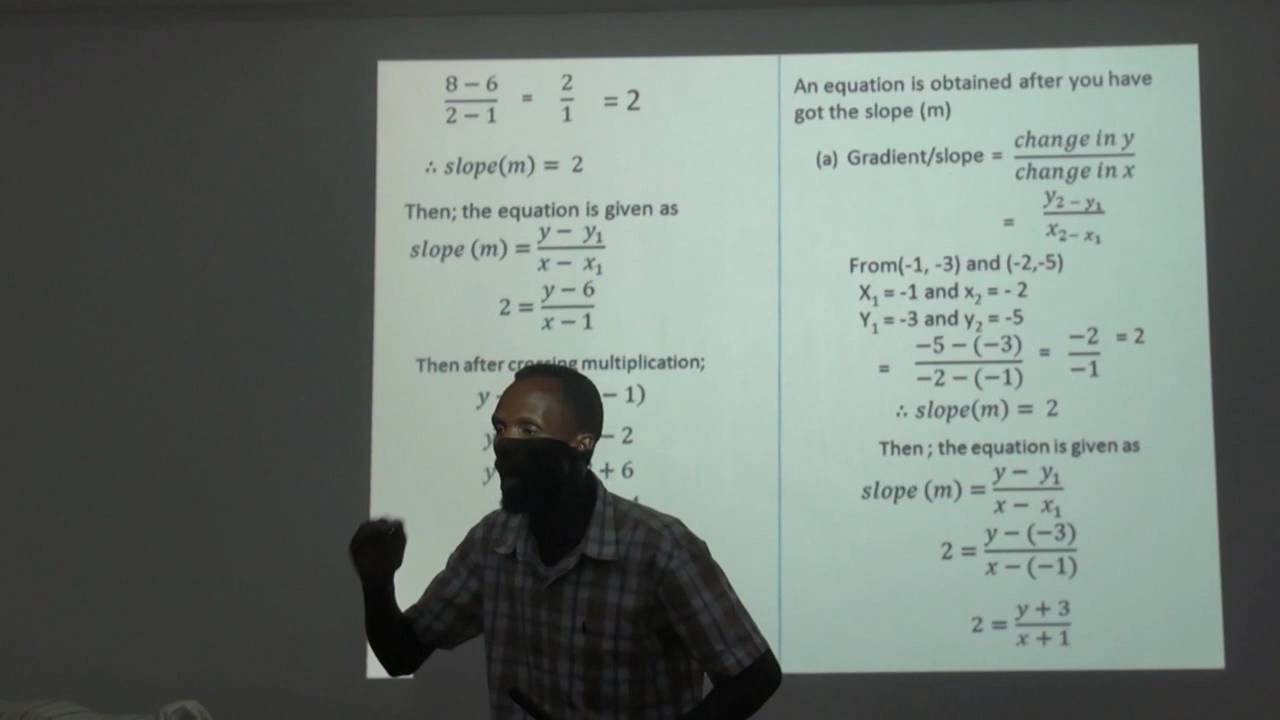 8 − 6 / 2 − 1 = 2 / 1 = 2
∴ slope(m) = 2
Then; the equation is given as
slope (m) = y − y₁ / x − x₁
2 = y − 6 / x − 1
Then after crossing multiplication;
y − 1)
y − 2
y + 6
An equation is obtained after you have
got the slope (m)
(a) Gradient/slope = change in y / change in x
= y₂ − y₁ / x₂ − x₁
From(-1, -3) and (-2,-5)
X₁ = -1 and x₂ = - 2
Y₁ = -3 and y₂ = -5
= −5 − (−3) / −2 − (−1) = −2 / −1 = 2
∴ slope(m) = 2
Then ; the equation is given as
slope (m) = y − y₁ / x − x₁
2 = y − (−3) / x − (−1)
2 = y + 3 / x + 1